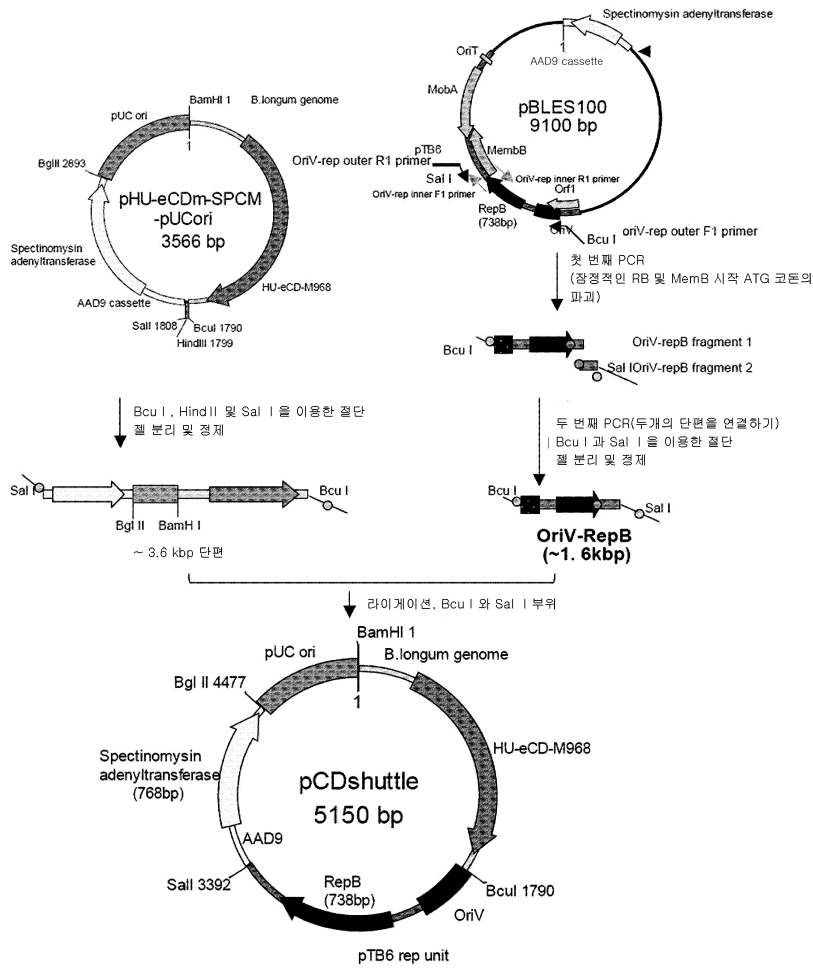 Spectinomysin adenyltransferase
1
AAD9 cassette
OriT
MobA
pBLES100
9100 bp
pTB6
MembB
OriV-rep outer R1 primer
Sal I
OriV-rep inner R1 primer
OriV-rep inner F1 primer
Orf1
RepB
(738bp)
OriV
Bcu I
oriV-rep outer F1 primer
BamHI 1
B.longum genome
pUC ori
1
BglII 2693
pHU-eCDm-SPCM
-pUCori
3566 bp
Spectinomysin
adenyltransferase
AAD9 cassette
HU-eCD-M968
SalI 1808
BcuI 1790
HindIII 1799
첫 번째 PCR
(잠정적인 RB 및 MemB 시작 ATG 코돈의
파괴)
Bcu I
OriV-repB fragment 1
Sal IOriV-repB fragment 2
Bcu I, HindⅡ 및 Sal I을 이용한 절단
젤 분리 및 정제
두 번째 PCR(두개의 단편을 연결하기)
Bcu I과 Sal I을 이용한 절단
젤 분리 및 정제
Sal I
Bcu I
Bgl II
BamH I
~ 3.6 kbp 단편
Bcu I
Sal I
OriV-RepB
(~1. 6kbp)
라이게이션, Bcu I 와 Sal I 부위
BamHI 1
pUC ori
B.longum genome
Bgl II 4477
1
HU-eCD-M968
Spectinomysin
adenyltransferase
(768bp)
pCDshuttle
5150 bp
AAD9
SalI 3392
RepB
(738bp)
BcuI 1790
OriV
pTB6 rep unit